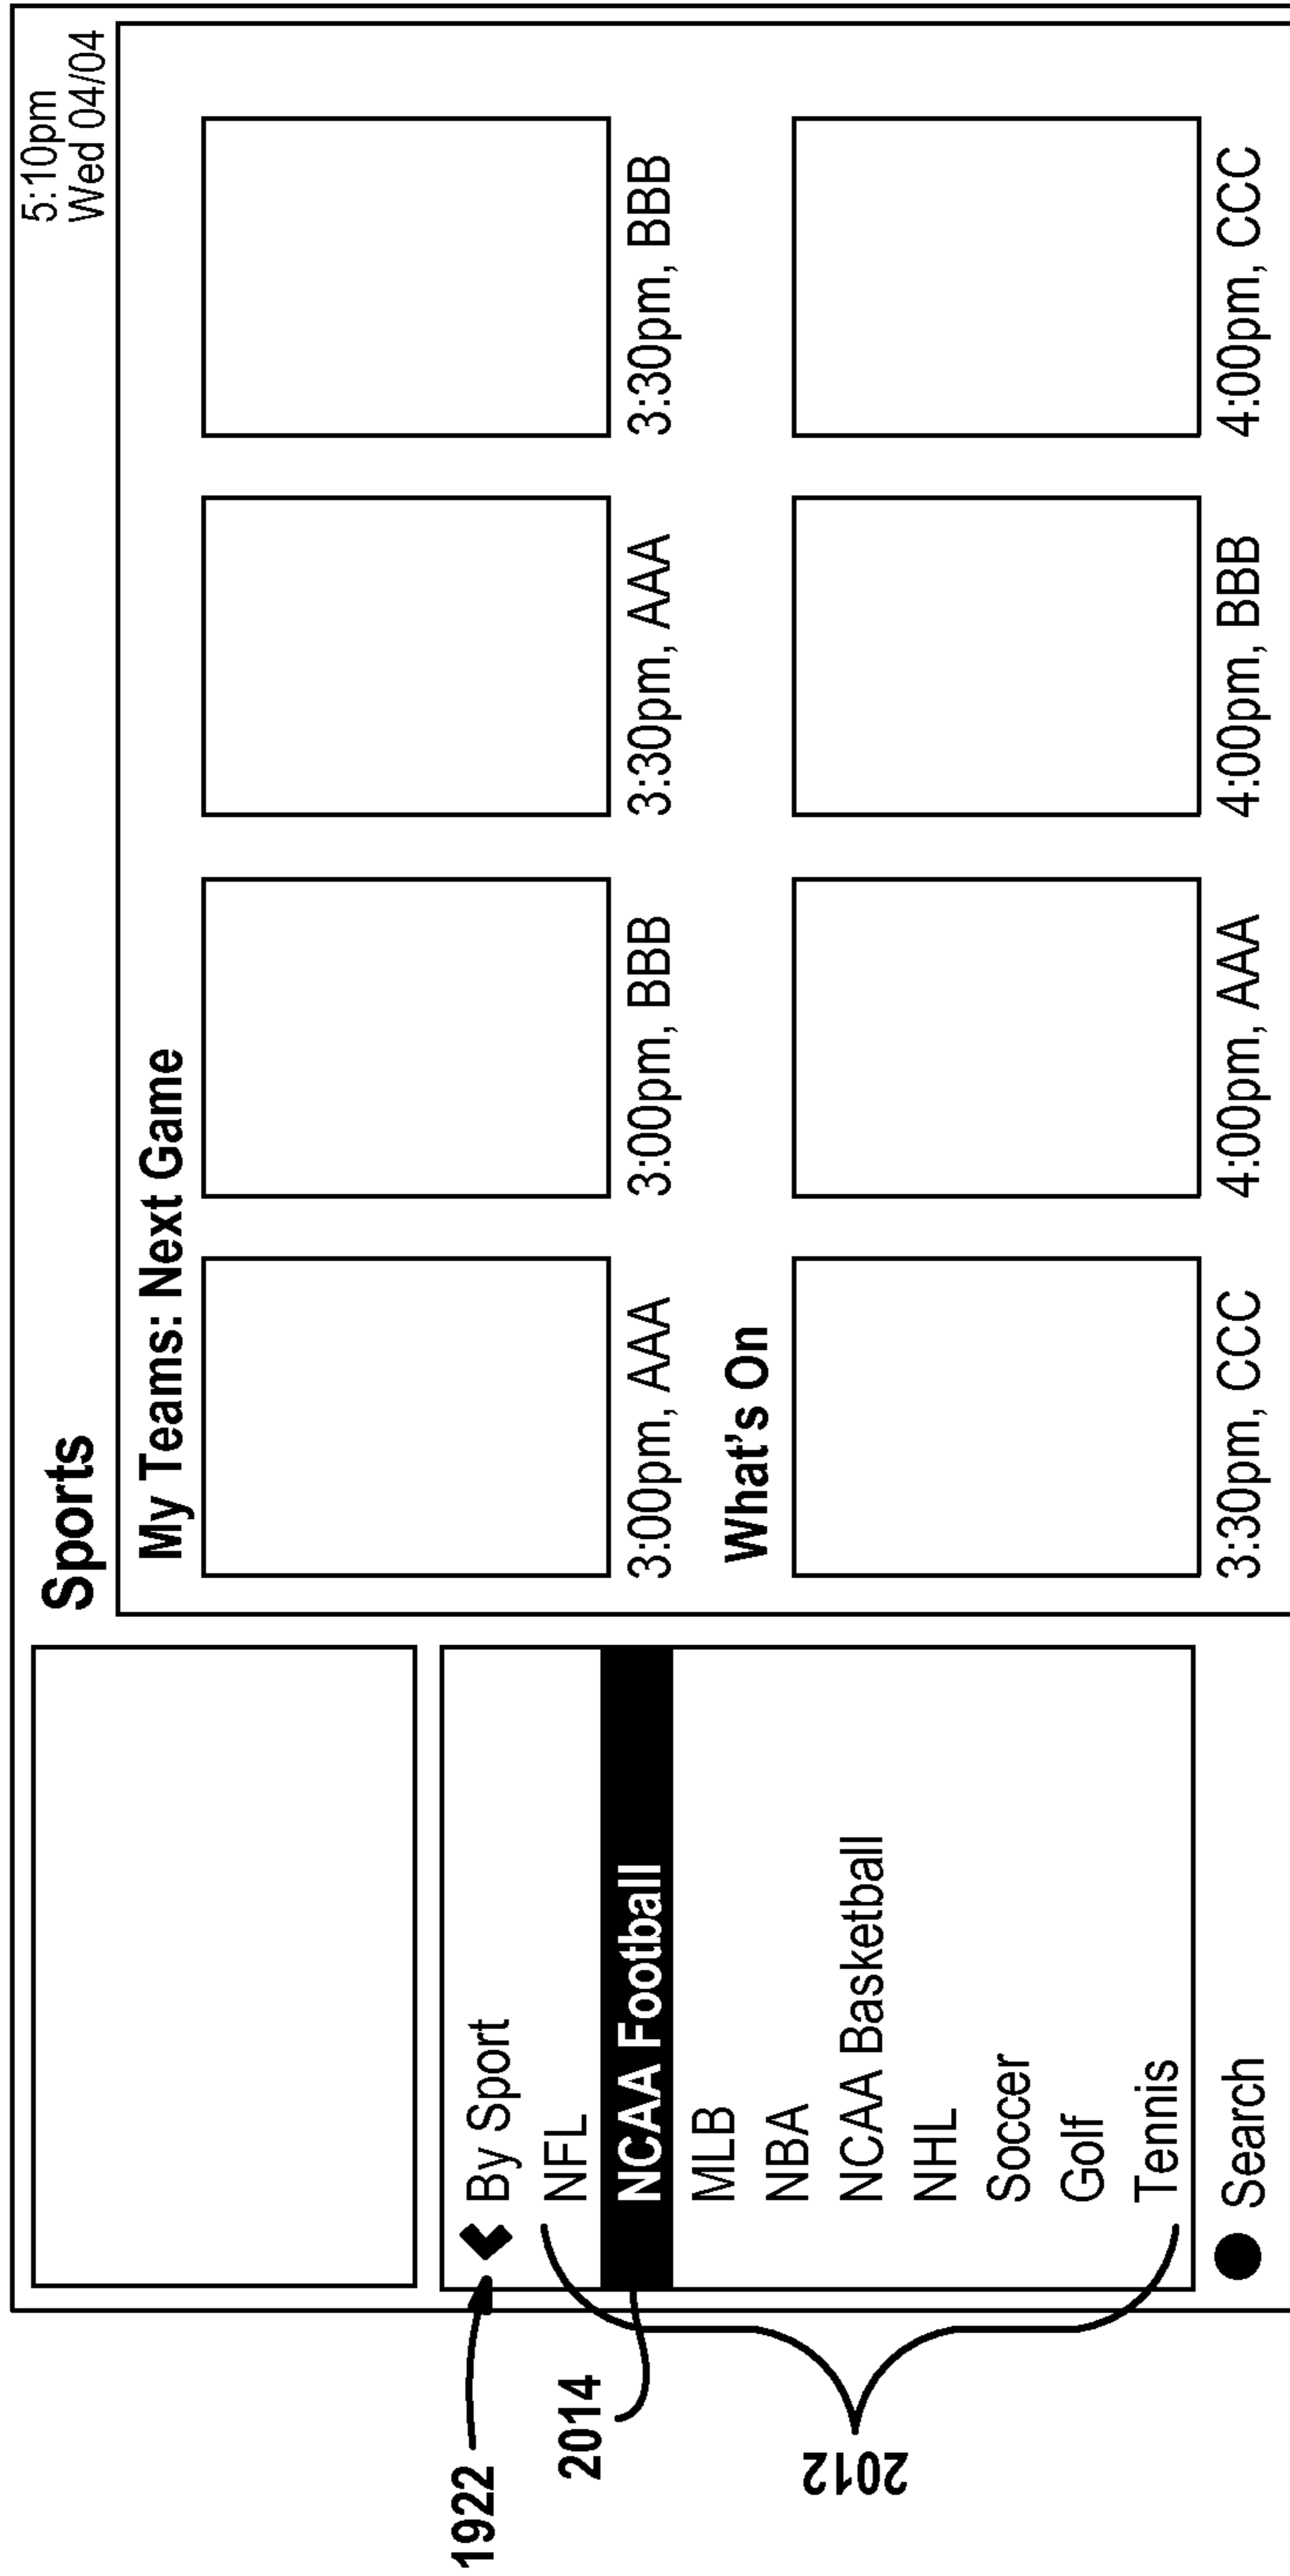 Sports
5:10pm
Wed 04/04
1922
By Sport
NFL
2014
NCAA Football
MLB
NBA
NCAA Basketball
NHL
Soccer
Golf
Tennis
2012
Search
My Teams: Next Game
3:00pm, AAA
3:00pm, BBB
3:30pm, AAA
3:30pm, BBB
What's On
3:30pm, CCC
4:00pm, AAA
4:00pm, BBB
4:00pm, CCC